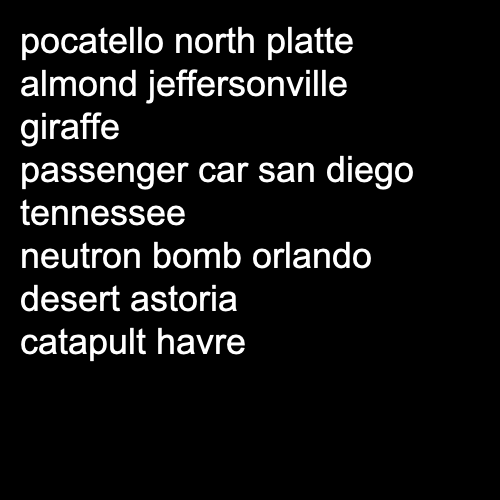 pocatello north platte
almond jeffersonville
giraffe
passenger car san diego
tennessee
neutron bomb orlando
desert astoria
catapult havre